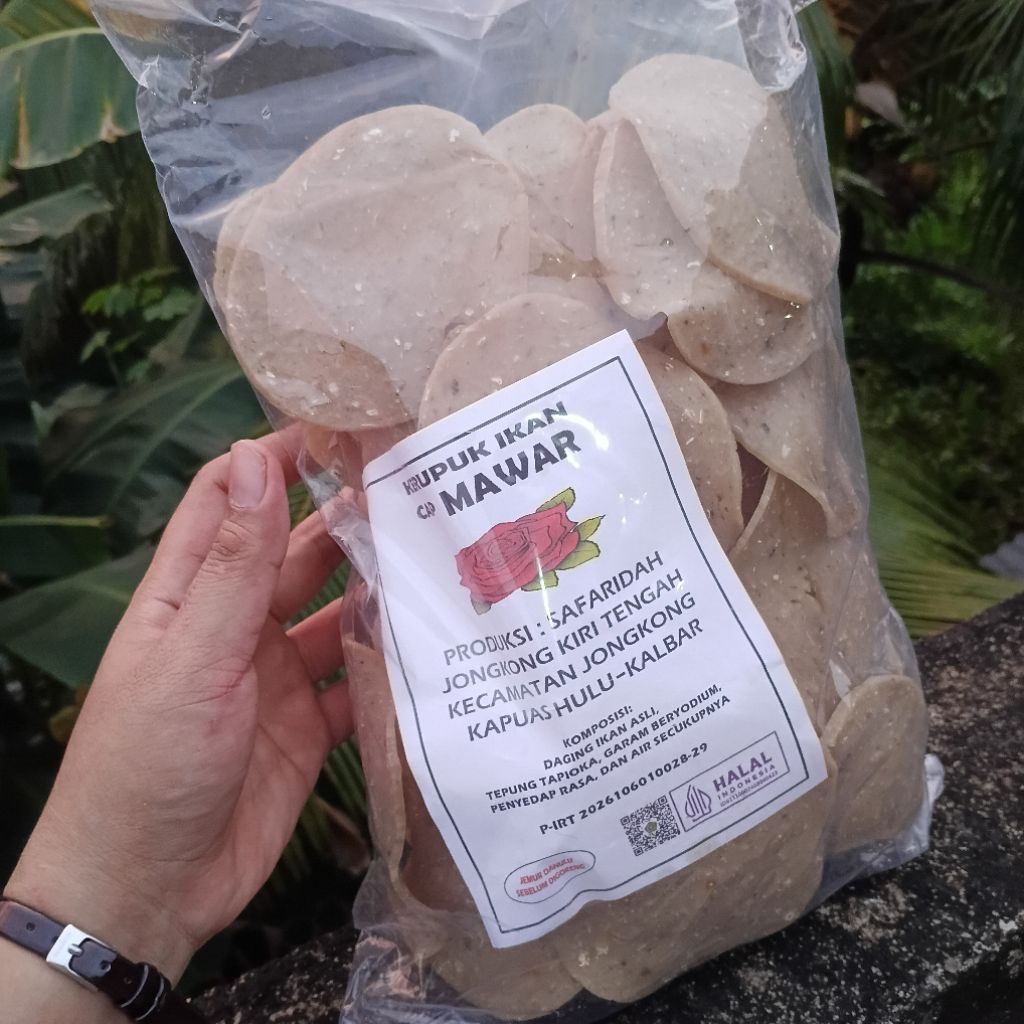 KRUPUK IKAN
CAP MAWAR
PRODUKSI : SAFARIDAH
JONGKONG KIRI TENGAH
KECAMATAN JONGKONG
KAPUAS HULU-KALBAR
KOMPOSISI:
DAGING IKAN ASLI,
TEPUNG TAPIOKA, GARAM BERYODIUM,
PENYEDAP RASA, DAN AIR SECUKUPNYA
P-IRT 2026106010028-29
HALAL
INDONESIA
JEMUR DAHULU
SEBELUM DIGORENG